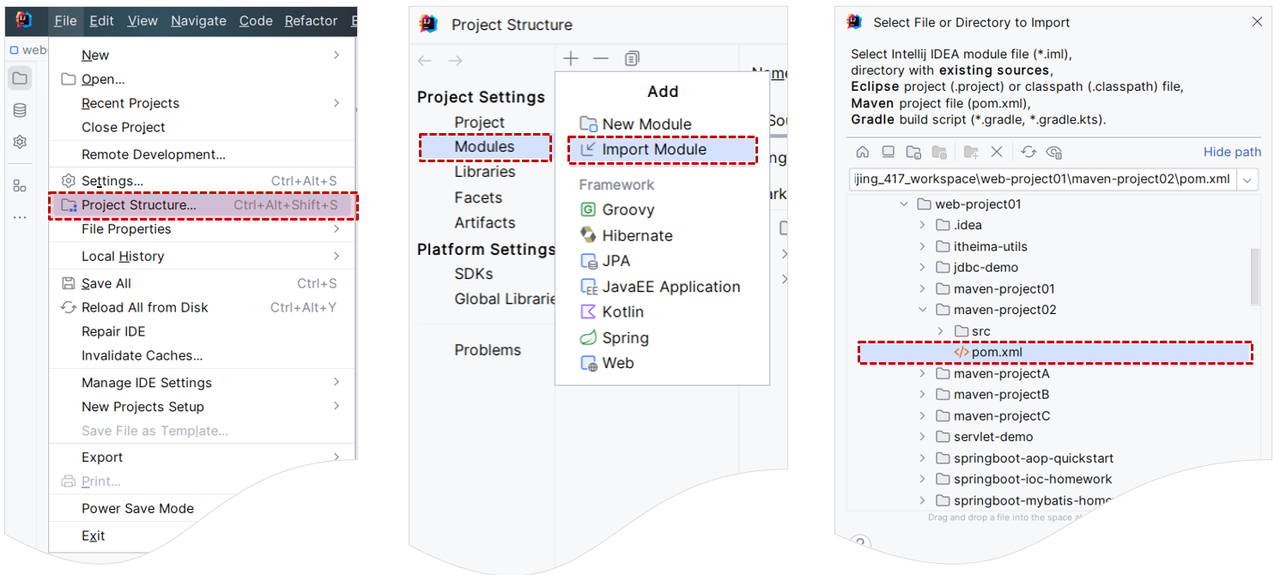 File Edit View Navigate Code Refactor
web-
New
Open...
Recent Projects
Close Project
Remote Development...
Settings... Ctrl+Alt+S
Project Structure... Ctrl+Alt+Shift+S
File Properties
Local History
Save All Ctrl+S
Reload All from Disk Ctrl+Alt+Y
Repair IDE
Invalidate Caches...
Manage IDE Settings
New Projects Setup
Save File as Template...
Export
Print...
Power Save Mode
Exit
Project Structure
Project Settings
Project
Modules
Libraries
Facets
Artifacts
Platform Settings
SDKs
Global Librarie
Problems
Add
New Module
Import Module
Framework
Groovy
Hibernate
JPA
JavaEE Application
Kotlin
Spring
Web
Select File or Directory to Import
Select Intellij IDEA module file (*.iml),
directory with existing sources,
Eclipse project (.project) or classpath (.classpath) file,
Maven project file (pom.xml),
Gradle build script (*.gradle, *.gradle.kts).
Hide path
ijing_417_workspace\web-project01\maven-project02\pom.xml
web-project01
.idea
itheima-utils
jdbc-demo
maven-project01
maven-project02
src
</> pom.xml
maven-projectA
maven-projectB
maven-projectC
servlet-demo
springboot-aop-quickstart
springboot-ioc-homework
springboot-mybatis-home
Drag and drop a file into the space